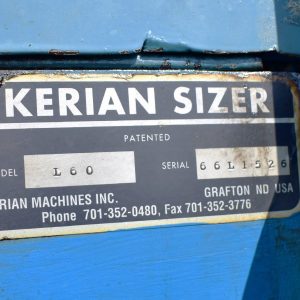 KERIAN SIZER
PATENTED
DEL L60 SERIAL 66L1526
RIAN MACHINES INC. GRAFTON ND USA
Phone 701-352-0480, Fax 701-352-3776